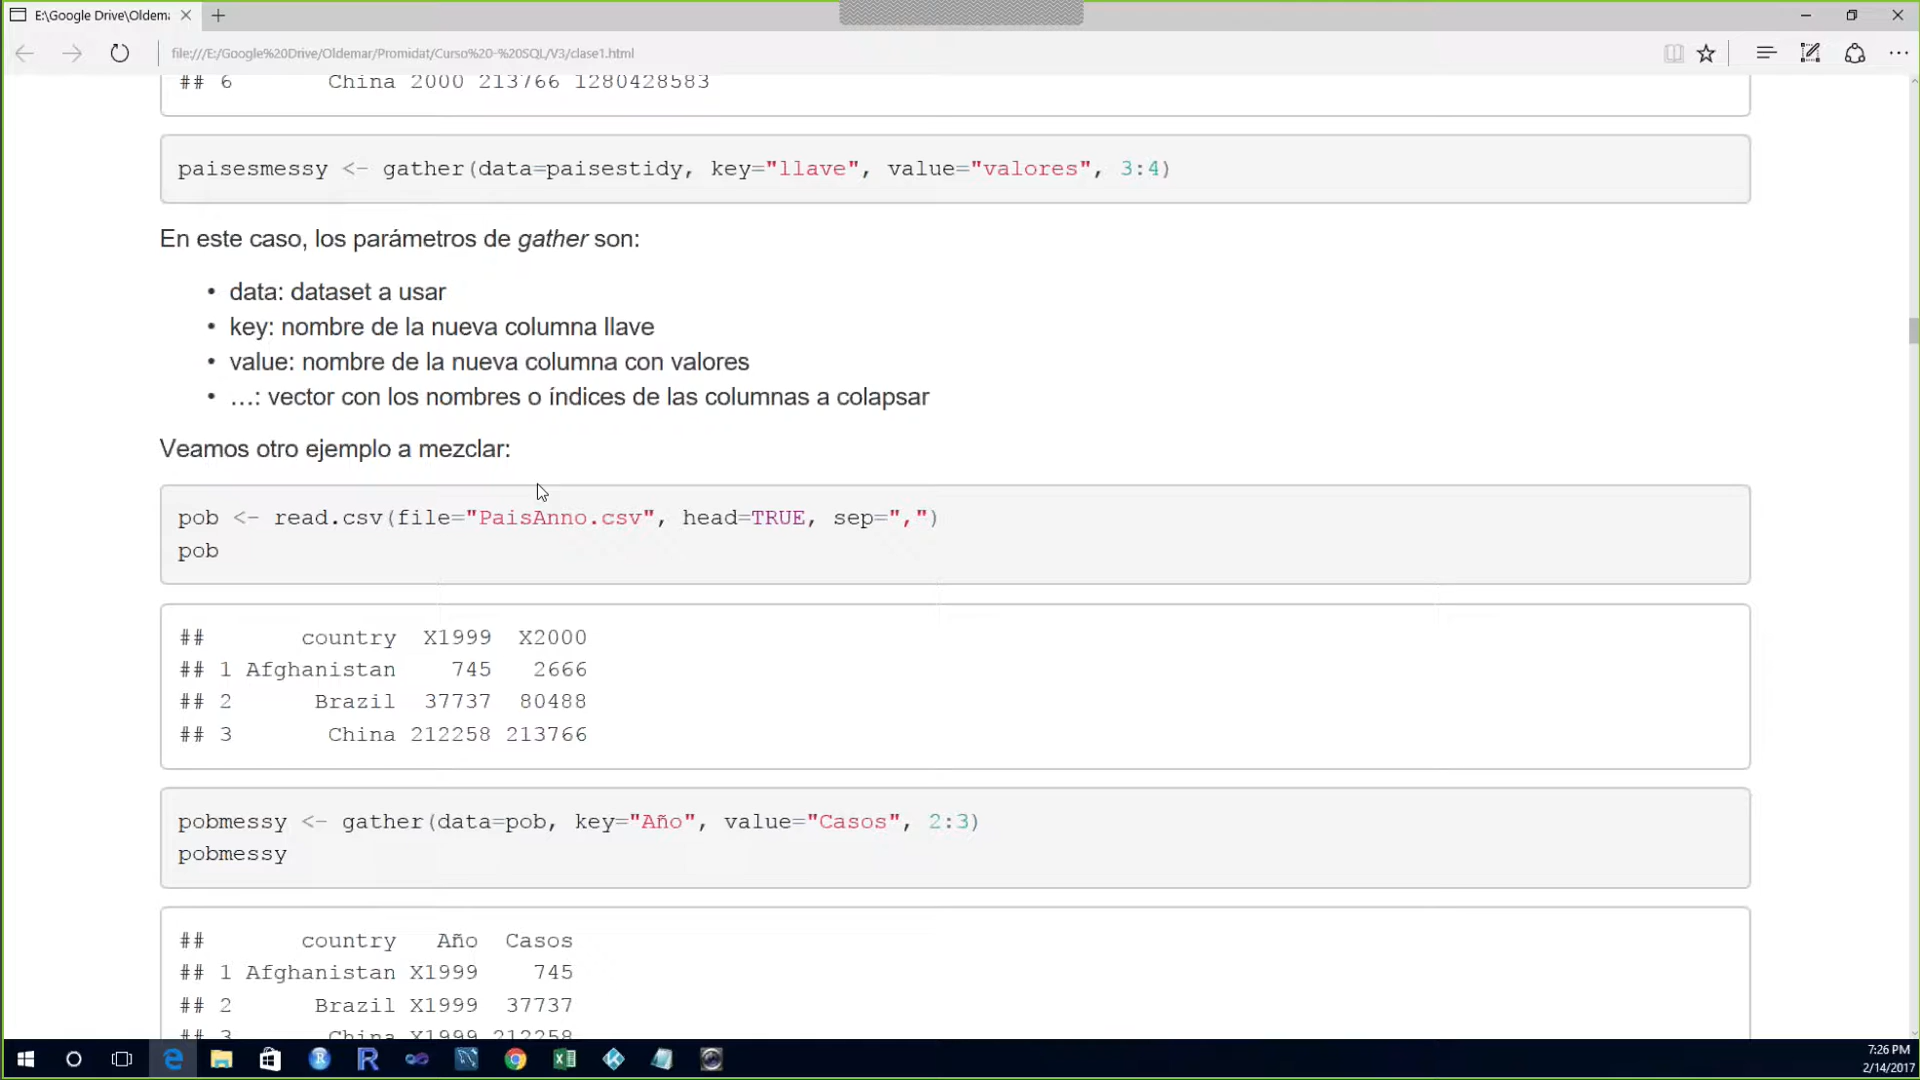 E:\Google Drive\Oldema
file:///E:/Google%20Drive/Oldemar/Promidat/Curso%20-%20SQL/V3/clase1.html
## 6       China 2000 213766 1280428583
paisesmessy <- gather(data=paisestidy, key="llave", value="valores", 3:4)
En este caso, los parámetros de gather son:
• data: dataset a usar
• key: nombre de la nueva columna llave
• value: nombre de la nueva columna con valores
• …: vector con los nombres o índices de las columnas a colapsar
Veamos otro ejemplo a mezclar:
pob <- read.csv(file="PaisAnno.csv", head=TRUE, sep=",")
pob
##       country  X1999  X2000
## 1 Afghanistan    745   2666
## 2      Brazil  37737  80488
## 3       China 212258 213766
pobmessy <- gather(data=pob, key="Año", value="Casos", 2:3)
pobmessy
##       country   Año  Casos
## 1 Afghanistan X1999    745
## 2      Brazil X1999  37737
## 3       China X1999 212258
7:26 PM
2/14/2017